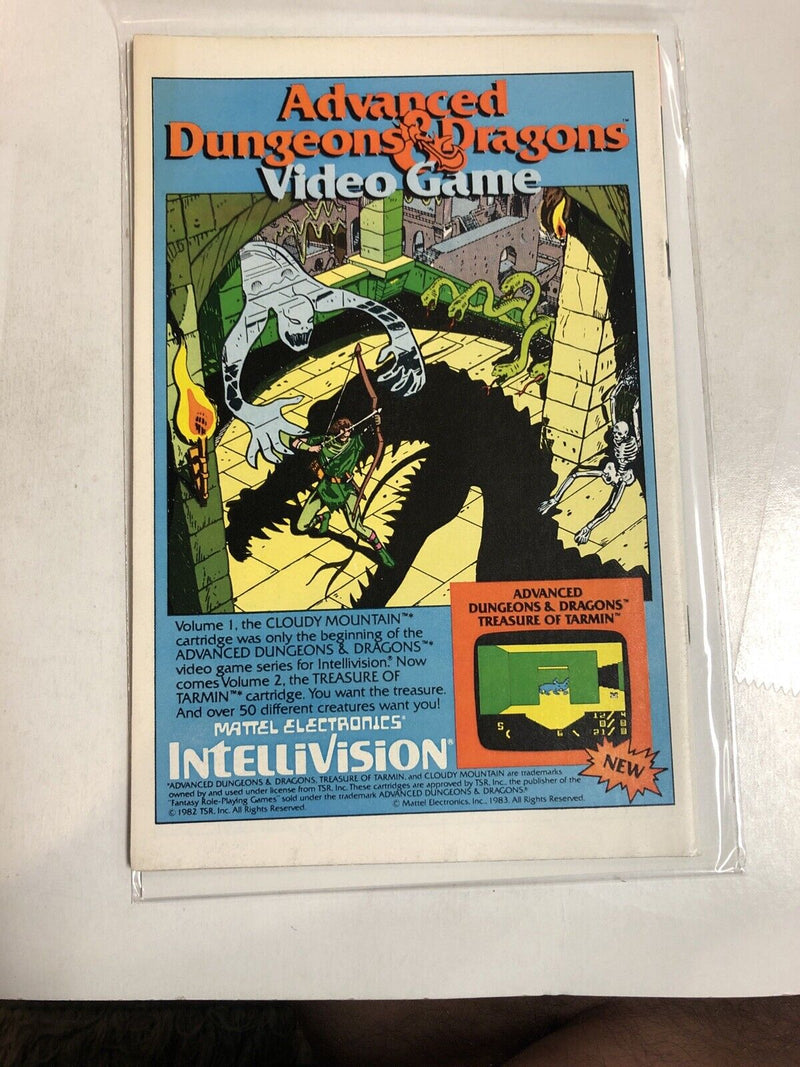 Advanced
Dungeons & Dragons™
Video Game
Volume 1, the CLOUDY MOUNTAIN™*
cartridge was only the beginning of the
ADVANCED DUNGEONS & DRAGONS™*
video game series for Intellivision.® Now
comes Volume 2, the TREASURE OF
TARMIN™* cartridge. You want the treasure.
And over 50 different creatures want you!
MATTEL ELECTRONICS®
INTELLIVISION®
ADVANCED
DUNGEONS & DRAGONS™
TREASURE OF TARMIN™
NEW
*ADVANCED DUNGEONS & DRAGONS, TREASURE OF TARMIN, and CLOUDY MOUNTAIN are trademarks
owned by and used under license from TSR, Inc. These cartridges are approved by TSR, Inc., the publisher of the
"Fantasy Role-Playing Games" sold under the trademark ADVANCED DUNGEONS & DRAGONS.®
© 1982 TSR, Inc. All Rights Reserved.
© Mattel Electronics, Inc., 1983. All Rights Reserved.